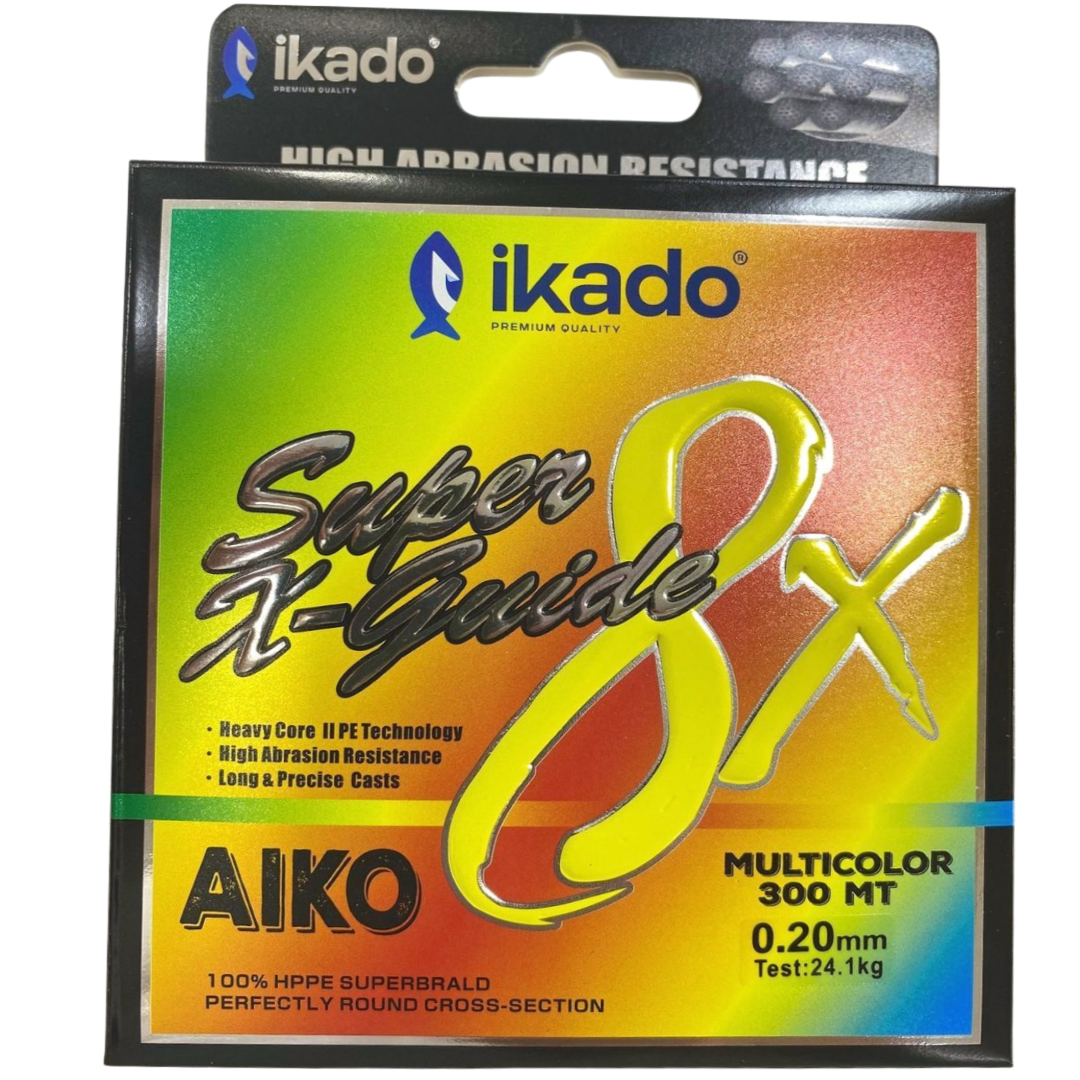 ikado®
PREMIUM QUALITY
HIGH ABRASION RESISTANCE
ikado®
PREMIUM QUALITY
Super
X-Guide
8x
· Heavy Core II PE Technology
· High Abrasion Resistance
· Long & Precise Casts
AIKO
MULTICOLOR
300 MT
0.20mm
Test:24.1kg
100% HPPE SUPERBRALD
PERFECTLY ROUND CROSS-SECTION